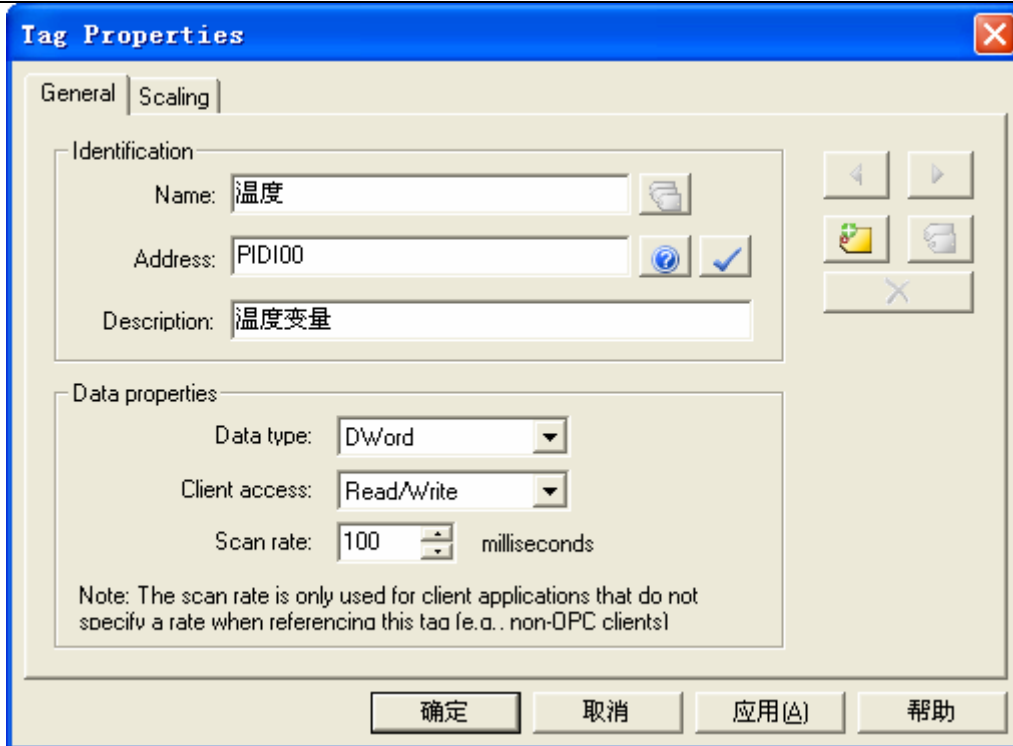 Tag Properties
General
Scaling
Identification
Name: 温度
Address: PIDI00
Description: 温度变量
Data properties
Data type: DWord
Client access: Read/Write
Scan rate: 100 milliseconds
Note: The scan rate is only used for client applications that do not
specify a rate when referencing this tag (e.g., non-OPC clients)
确定 取消 应用(A) 帮助